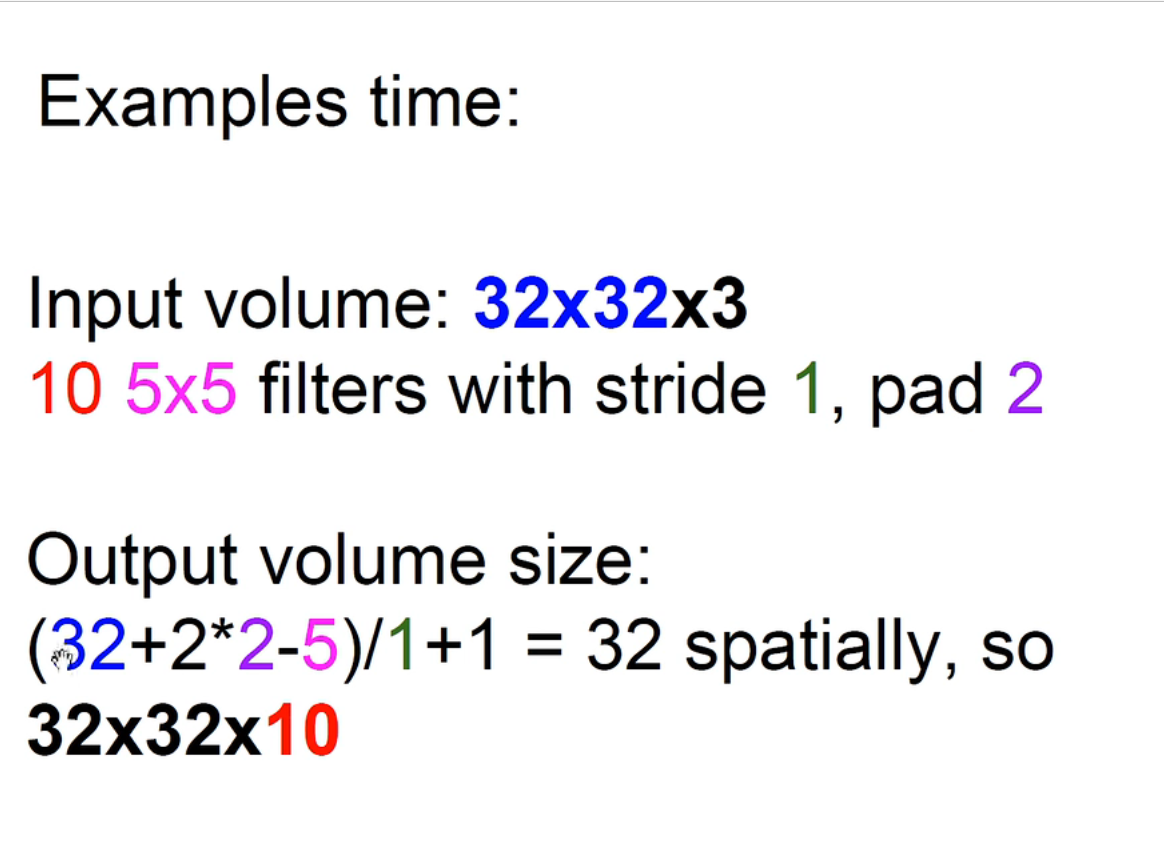 Examples time:
Input volume: 32x32x3
10 5x5 filters with stride 1, pad 2
Output volume size:
(32+2*2-5)/1+1 = 32 spatially, so
32x32x10